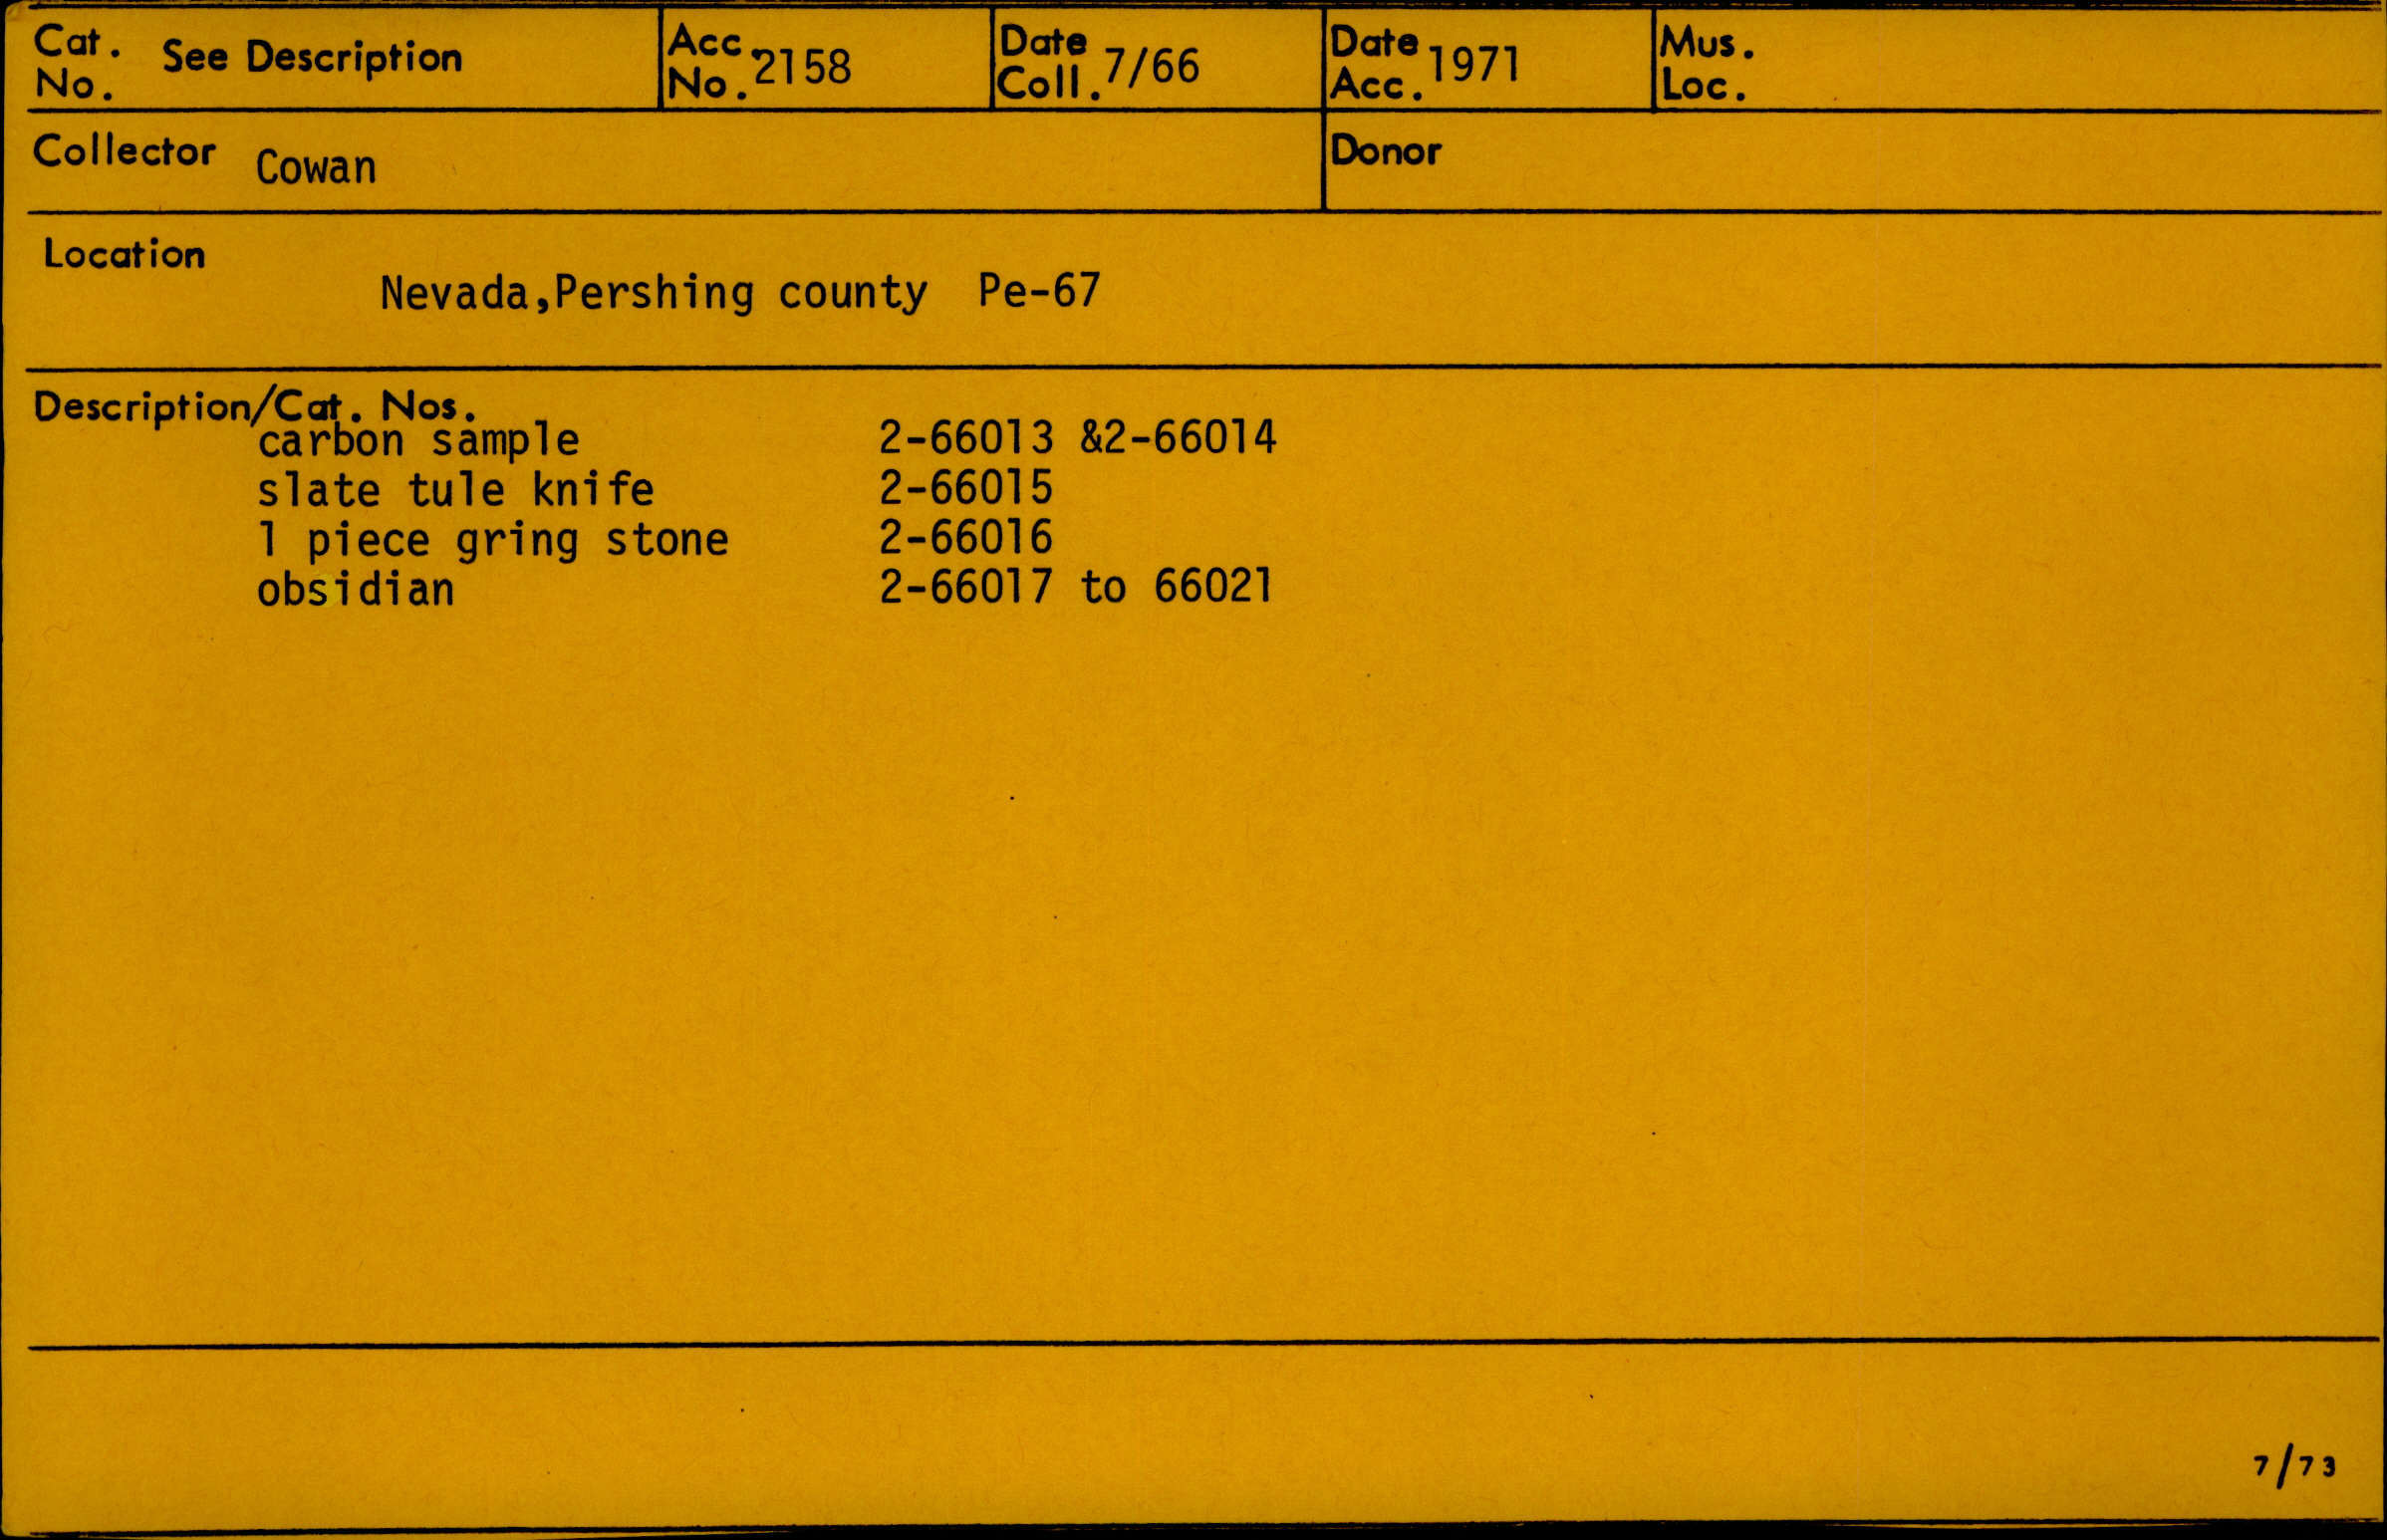 Cat. No. See Description Acc. No. 2158 Date Coll. 7/66 Date Acc. 1971 Mus. Loc.
Collector Cowan Donor
Location
Nevada,Pershing county Pe-67
Description/Cat. Nos.
carbon sample 2-66013 &2-66014
slate tule knife 2-66015
1 piece gring stone 2-66016
obsidian 2-66017 to 66021
7/73